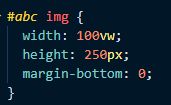 #abc img {
  width: 100vw;
  height: 250px;
  margin-bottom: 0;
}